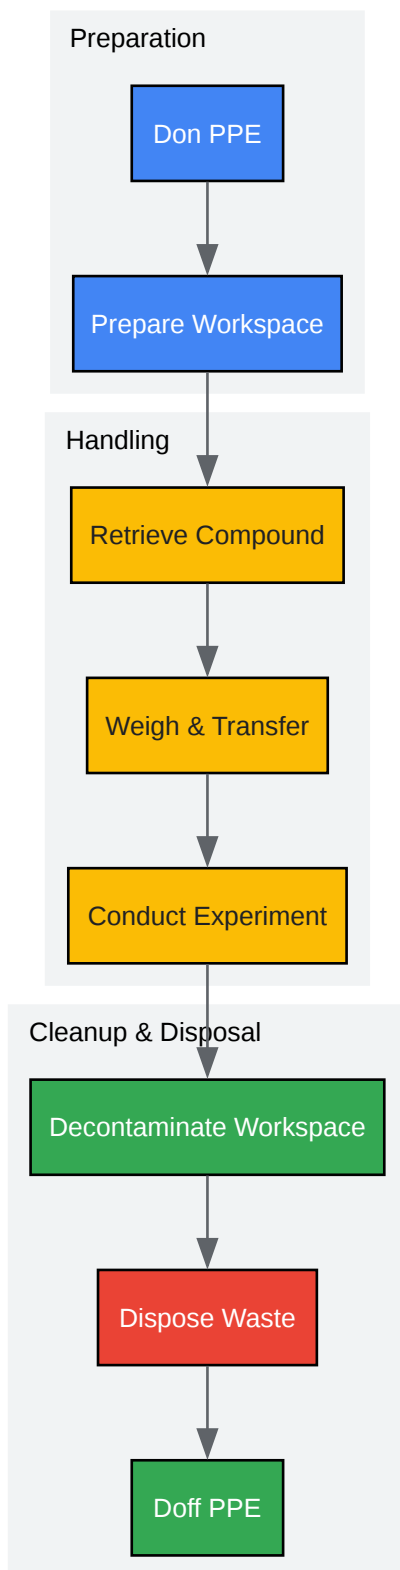 Preparation
Don PPE
Prepare Workspace
Handling
Retrieve Compound
Weigh & Transfer
Conduct Experiment
Cleanup & Disposal
Decontaminate Workspace
Dispose Waste
Doff PPE